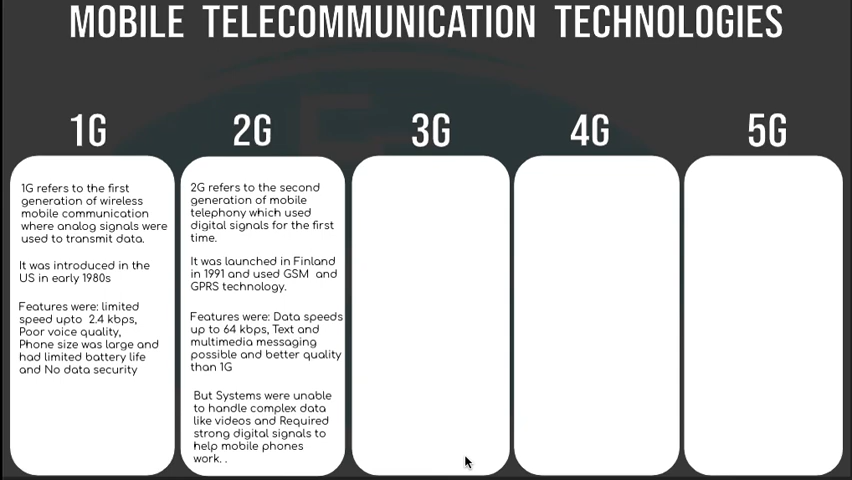 MOBILE TELECOMMUNICATION TECHNOLOGIES
1G
2G
3G
4G
5G
1G refers to the first
generation of wireless
mobile communication
where analog signals were
used to transmit data.
It was introduced in the
US in early 1980s
Features were: limited
speed upto 2.4 kbps,
Poor voice quality,
Phone size was large and
had limited battery life
and No data security
2G refers to the second
generation of mobile
telephony which used
digital signals for the first
time.
It was launched in Finland
in 1991 and used GSM and
GPRS technology.
Features were: Data speeds
up to 64 kbps, Text and
multimedia messaging
possible and better quality
than 1G
But Systems were unable
to handle complex data
like videos and Required
strong digital signals to
help mobile phones
work. .